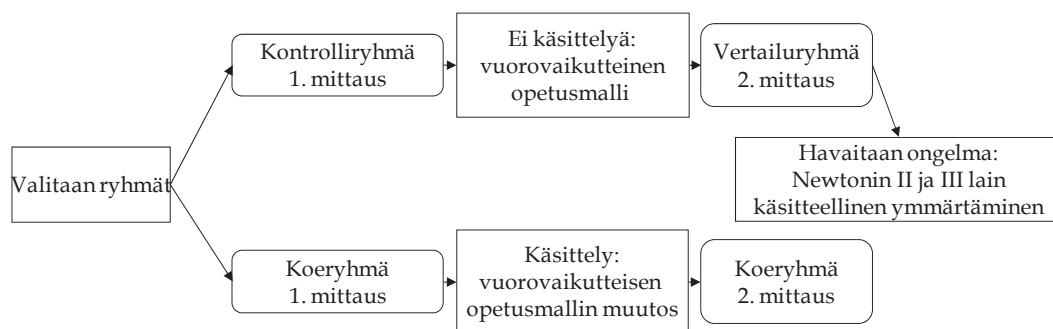 Valitaan ryhmät
Kontrolliryhmä
1. mittaus
Ei käsittelyä:
vuorovaikutteinen
opetusmalli
Vertailuryhmä
2. mittaus
Havaitaan ongelma:
Newtonin II ja III lain
käsitteellinen ymmärtäminen
Koeryhmä
1. mittaus
Käsittely:
vuorovaikutteisen
opetusmallin muutos
Koeryhmä
2. mittaus